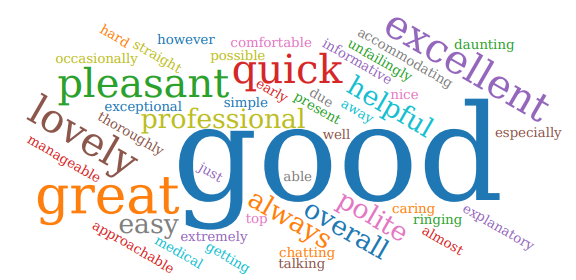 hard
straight
however
comfortable
accommodating
excellent
daunting
occasionally
possible
informative
unfailingly
pleasant
quick
early
helpful
nice
exceptional
simple
present
due
away
lovely
thoroughly
professional
well
especially
good
manageable
just
able
great
always
polite
caring
ringing
explanatory
easy
top
overall
almost
approachable
extremely
medical
getting
chatting
talking